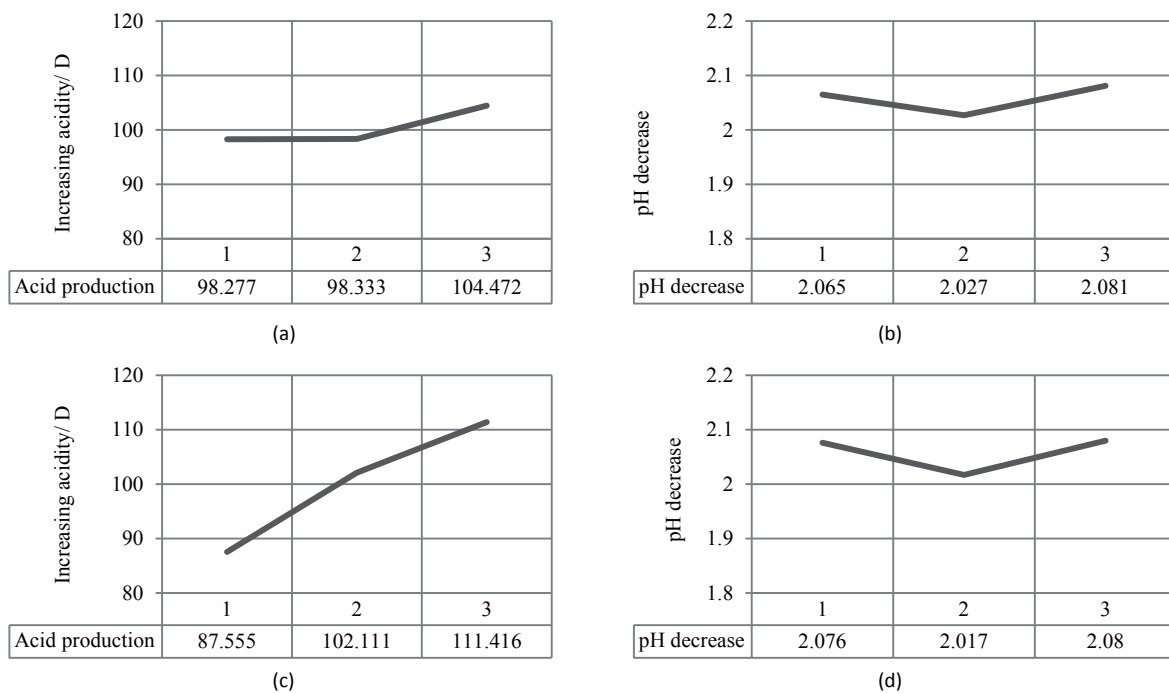 Increasing acidity/ D
120
110
100
90
80
1 2 3
Acid production 98.277 98.333 104.472
(a)
pH decrease
2.2
2.1
2
1.9
1.8
1 2 3
pH decrease 2.065 2.027 2.081
(b)
Increasing acidity/ D
120
110
100
90
80
1 2 3
Acid production 87.555 102.111 111.416
(c)
pH decrease
2.2
2.1
2
1.9
1.8
1 2 3
pH decrease 2.076 2.017 2.08
(d)